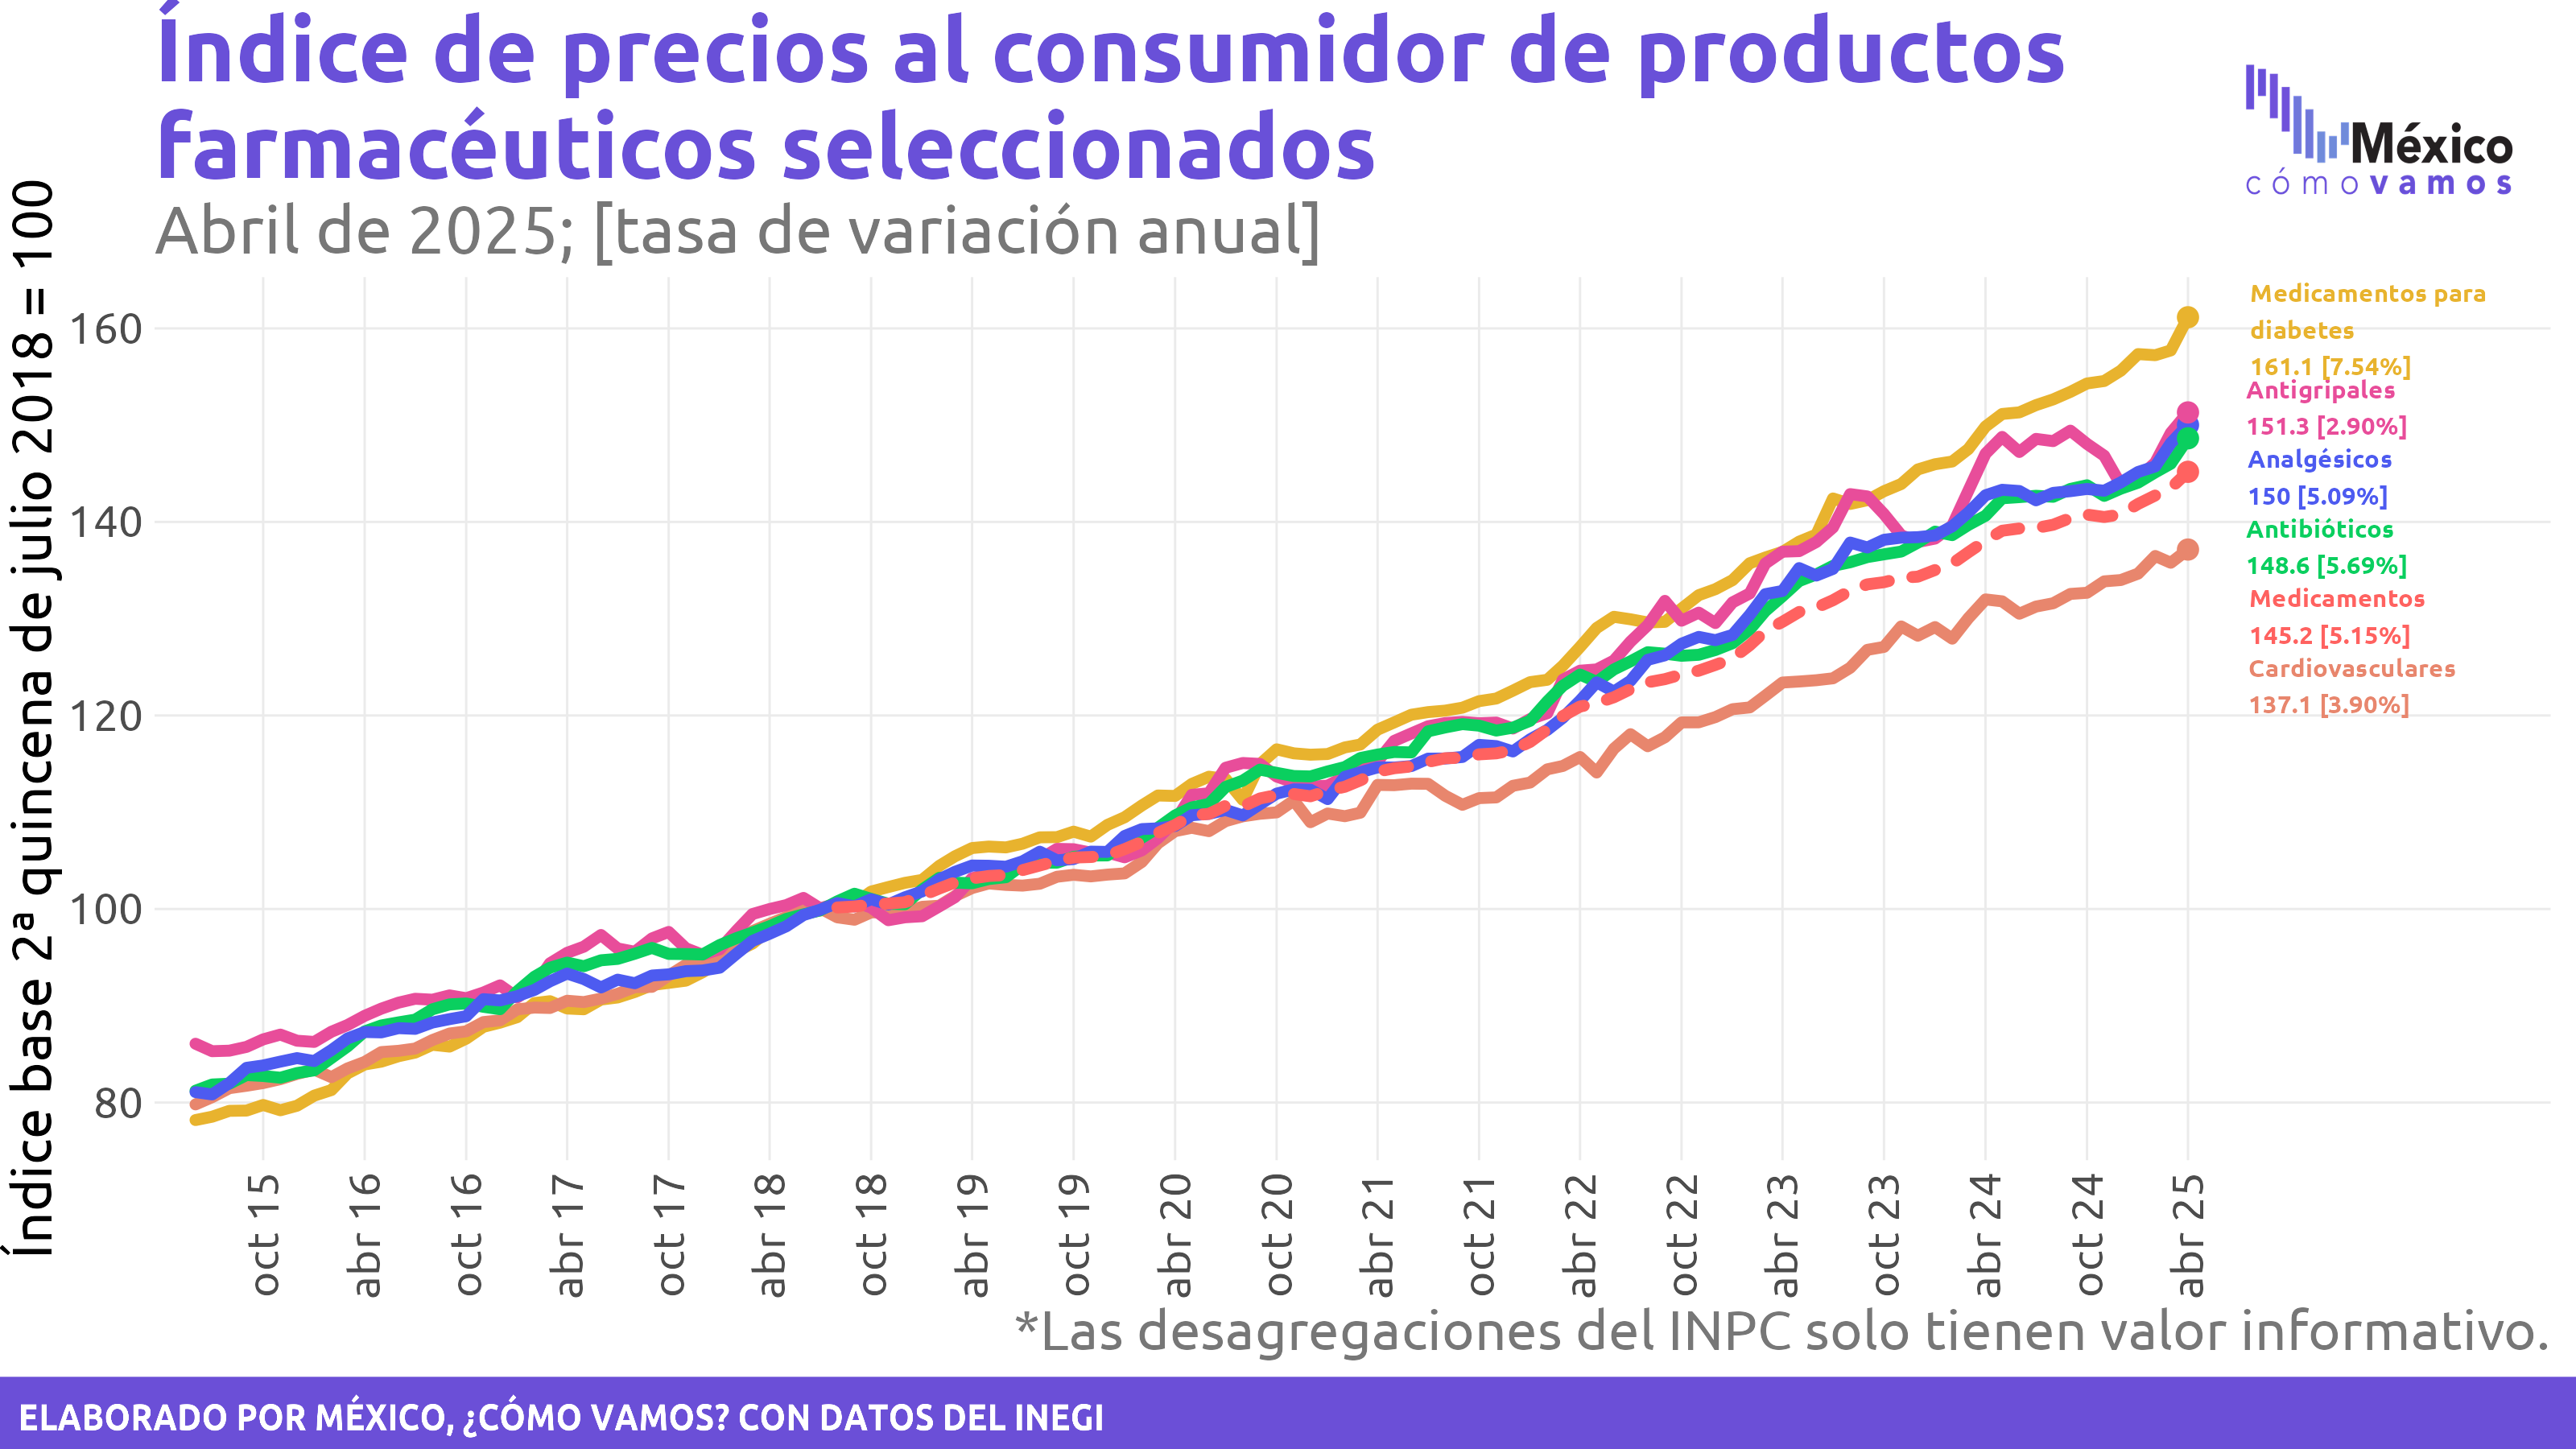 Índice de precios al consumidor de productos
farmacéuticos seleccionados
Abril de 2025; [tasa de variación anual]
México
cómo vamos
Índice base 2ª quincena de julio 2018 = 100
160
140
120
100
80
Medicamentos para
diabetes
161.1 [7.54%]
Antigripales
151.3 [2.90%]
Analgésicos
150 [5.09%]
Antibióticos
148.6 [5.69%]
Medicamentos
145.2 [5.15%]
Cardiovasculares
137.1 [3.90%]
oct 15
abr 16
oct 16
abr 17
oct 17
abr 18
oct 18
abr 19
oct 19
abr 20
oct 20
abr 21
oct 21
abr 22
oct 22
abr 23
oct 23
abr 24
oct 24
abr 25
*Las desagregaciones del INPC solo tienen valor informativo.
ELABORADO POR MÉXICO, ¿CÓMO VAMOS? CON DATOS DEL INEGI